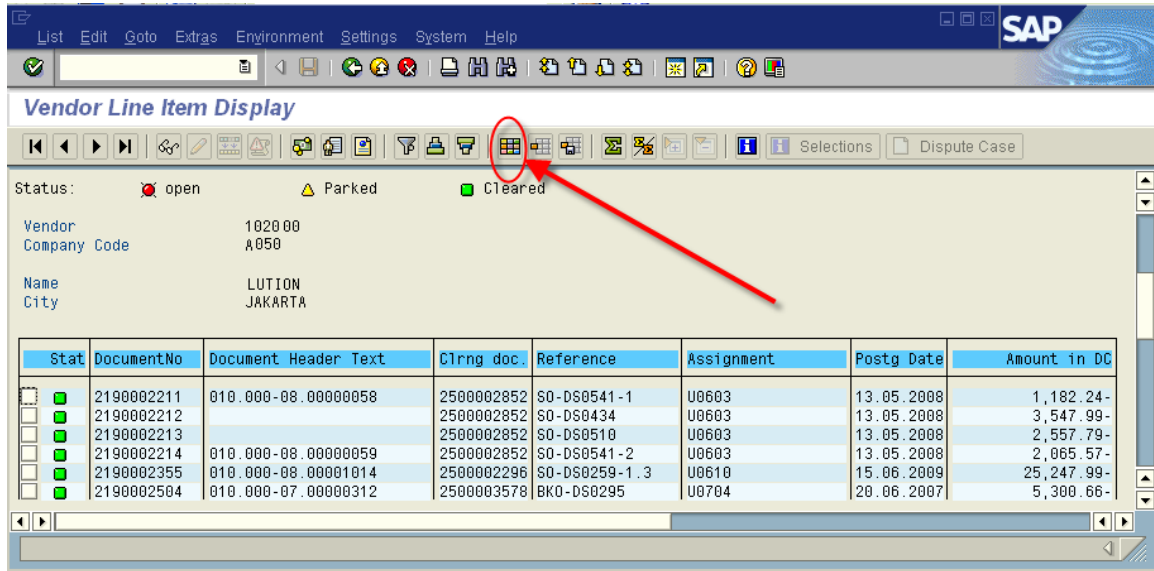 List Edit Goto Extras Environment Settings System Help
SAP
Vendor Line Item Display
Selections Dispute Case
Status: open Parked Cleared
Vendor 102000
Company Code A050
Name LUTION
City JAKARTA
Stat DocumentNo Document Header Text Clrng doc. Reference Assignment Postg Date Amount in DC
2190002211 010.000-08.00000058 2500002852 SO-DS0541-1 U0603 13.05.2008 1,182.24-
2190002212 2500002852 SO-DS0434 U0603 13.05.2008 3,547.99-
2190002213 2500002852 SO-DS0510 U0603 13.05.2008 2,557.79-
2190002214 010.000-08.00000059 2500002852 SO-DS0541-2 U0603 13.05.2008 2,065.57-
2190002355 010.000-08.00001014 2500002296 SO-DS0259-1.3 U0610 15.06.2009 25,247.99-
2190002504 010.000-07.00000312 2500003578 BKO-DS0295 U0704 20.06.2007 5,300.66-